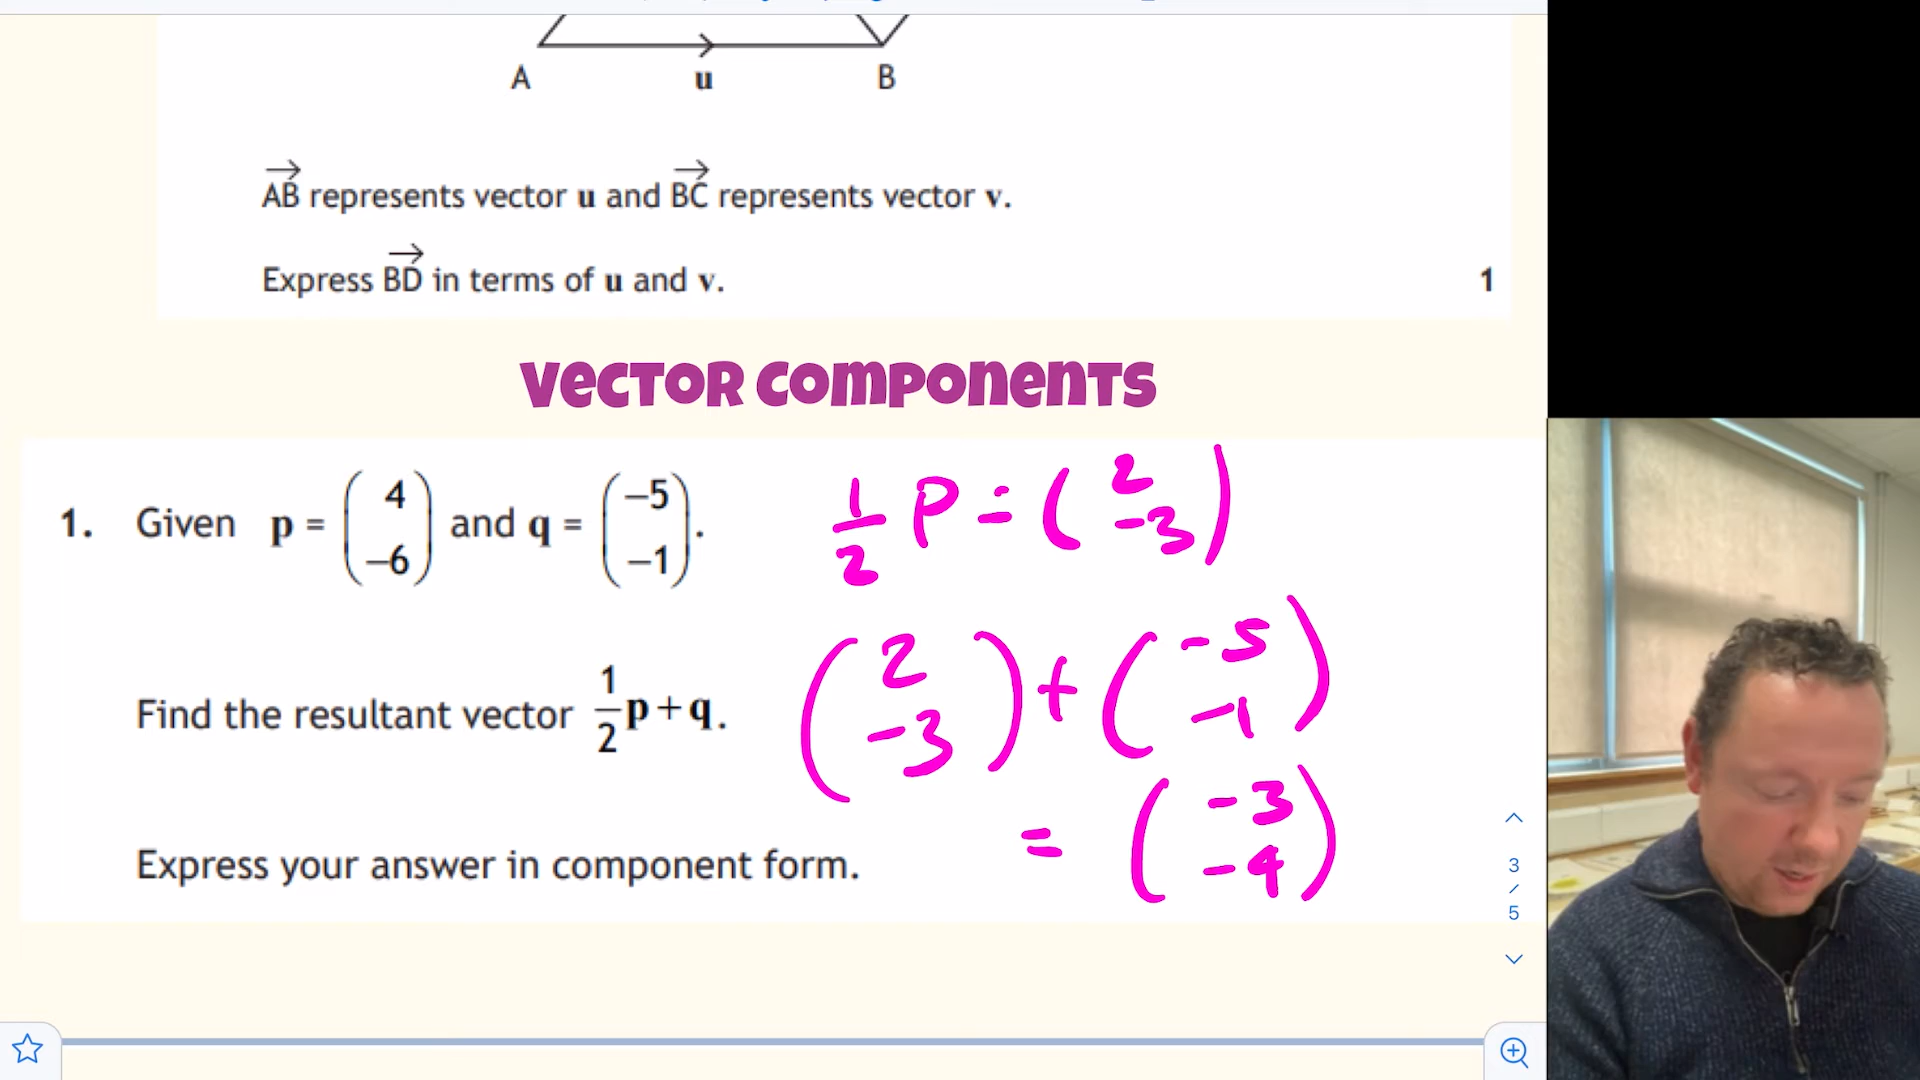 A u B
AB represents vector u and BC represents vector v.
Express BD in terms of u and v. 1
Vector Components
1. Given p = (4 −6) and q = (−5 −1).
1/2 p = (2 -3)
Find the resultant vector 1/2 p+q.
(2 -3) + (-5 -1)
= (-3 -4)
Express your answer in component form.
3
/
5